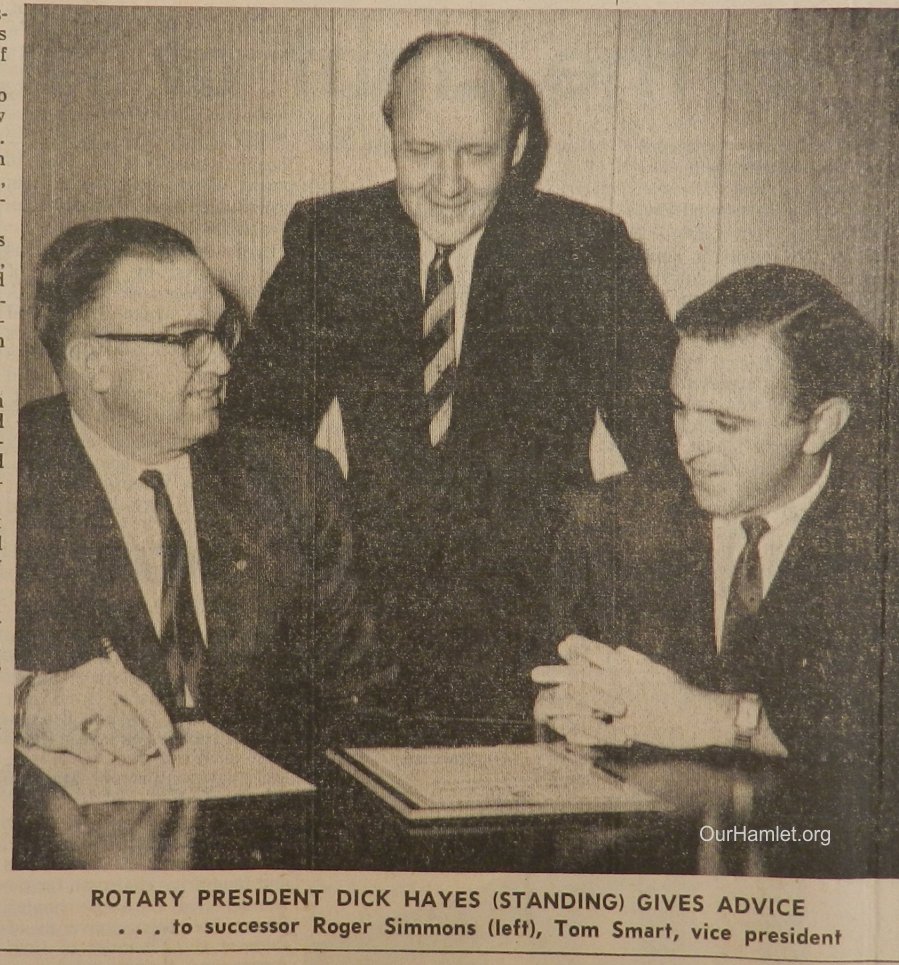 OurHamlet.org
ROTARY PRESIDENT DICK HAYES (STANDING) GIVES ADVICE
. . . to successor Roger Simmons (left), Tom Smart, vice president